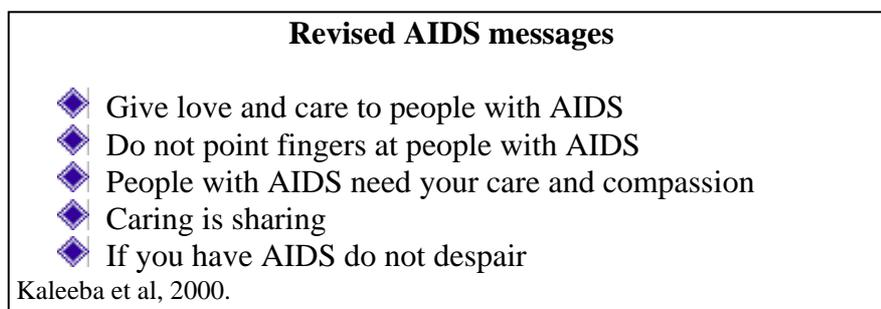 Revised AIDS messages
Give love and care to people with AIDS
Do not point fingers at people with AIDS
People with AIDS need your care and compassion
Caring is sharing
If you have AIDS do not despair
Kaleeba et al, 2000.